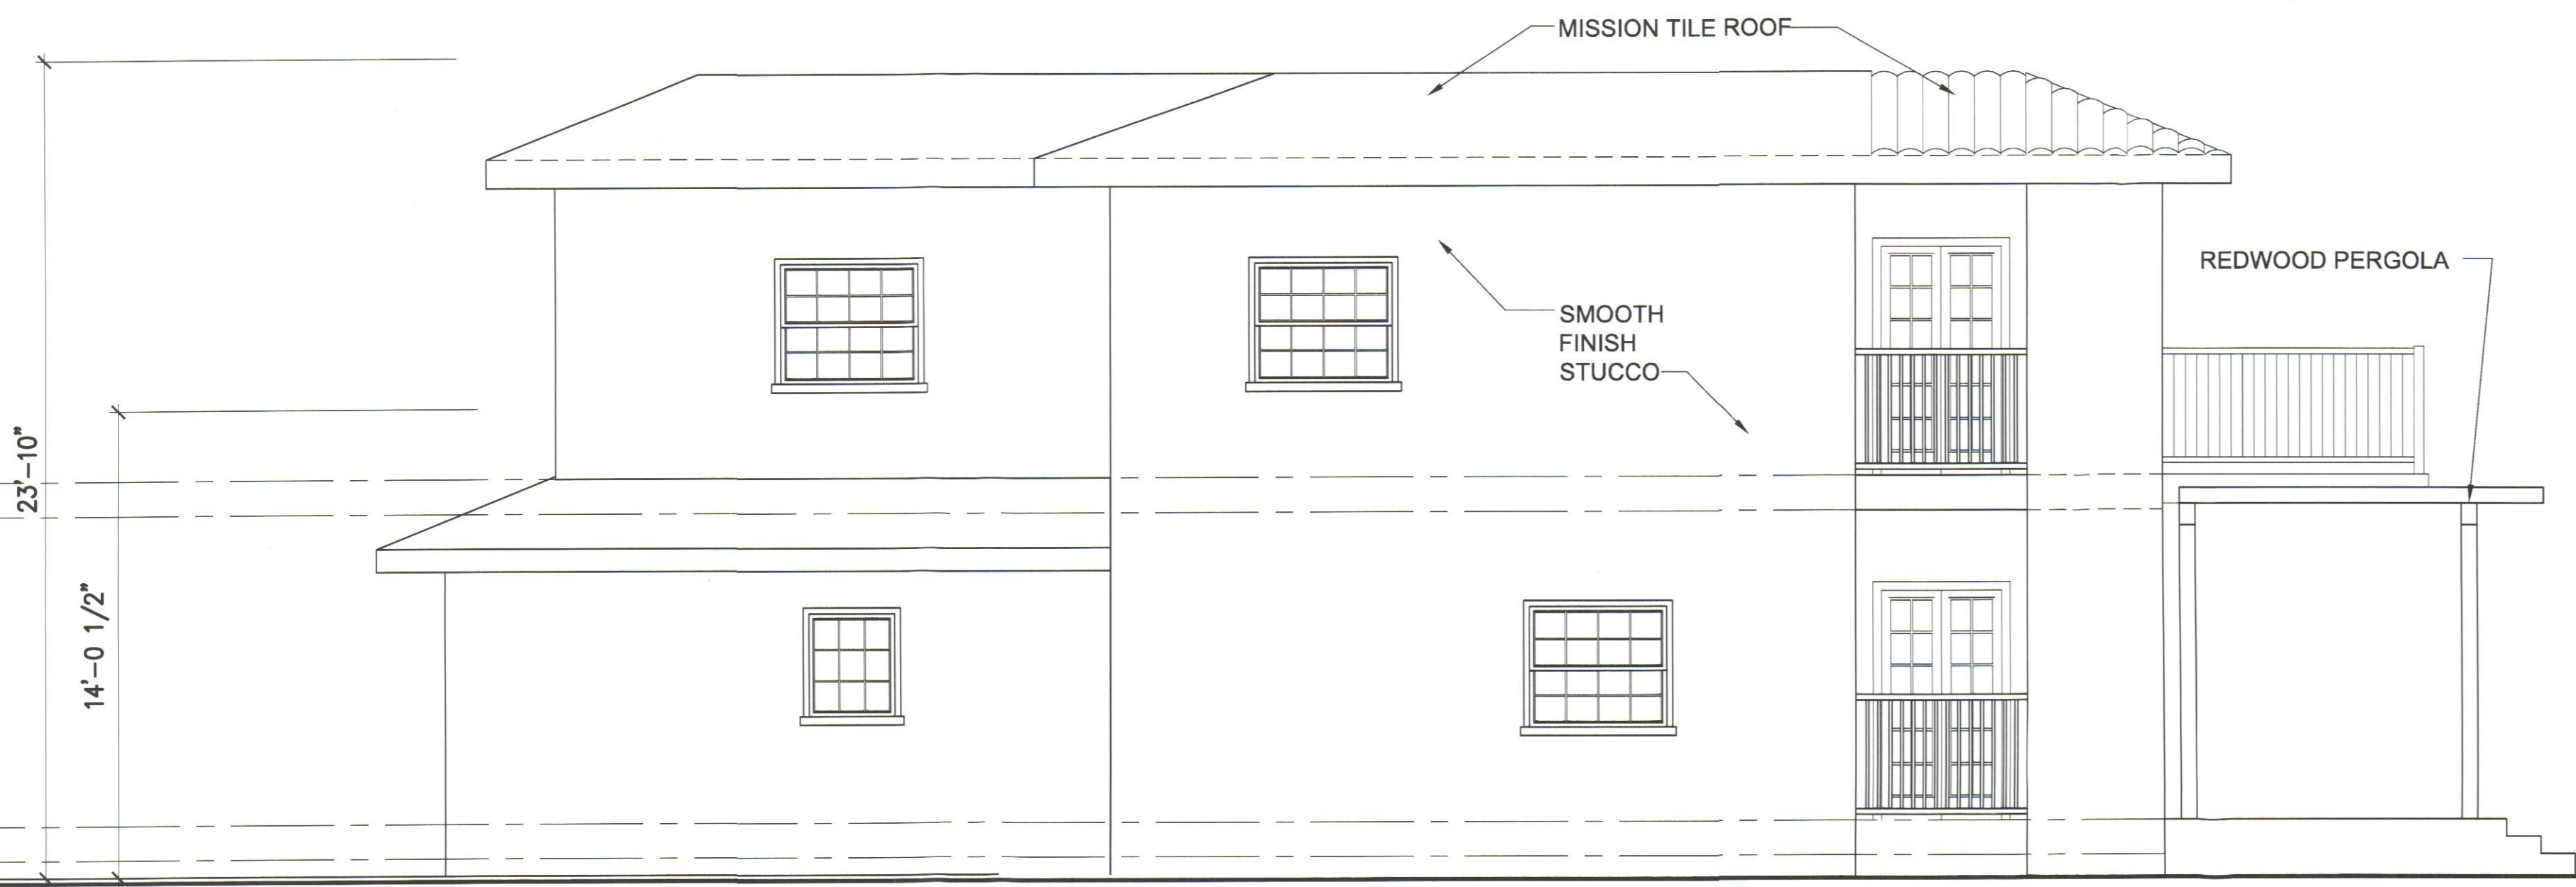 MISSION TILE ROOF
REDWOOD PERGOLA
SMOOTH
FINISH
STUCCO
23'-10"
14'-0 1/2"